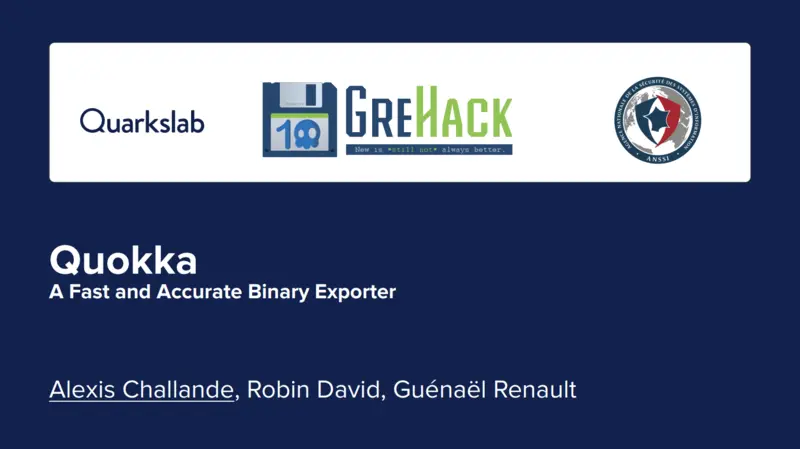 Quarkslab
10
GREHACK
New is *still not* always better.
AGENCE NATIONALE DE LA SÉCURITÉ DES SYSTÈMES D'INFORMATION
ANSSI
Quokka
A Fast and Accurate Binary Exporter
Alexis Challande, Robin David, Guénaël Renault